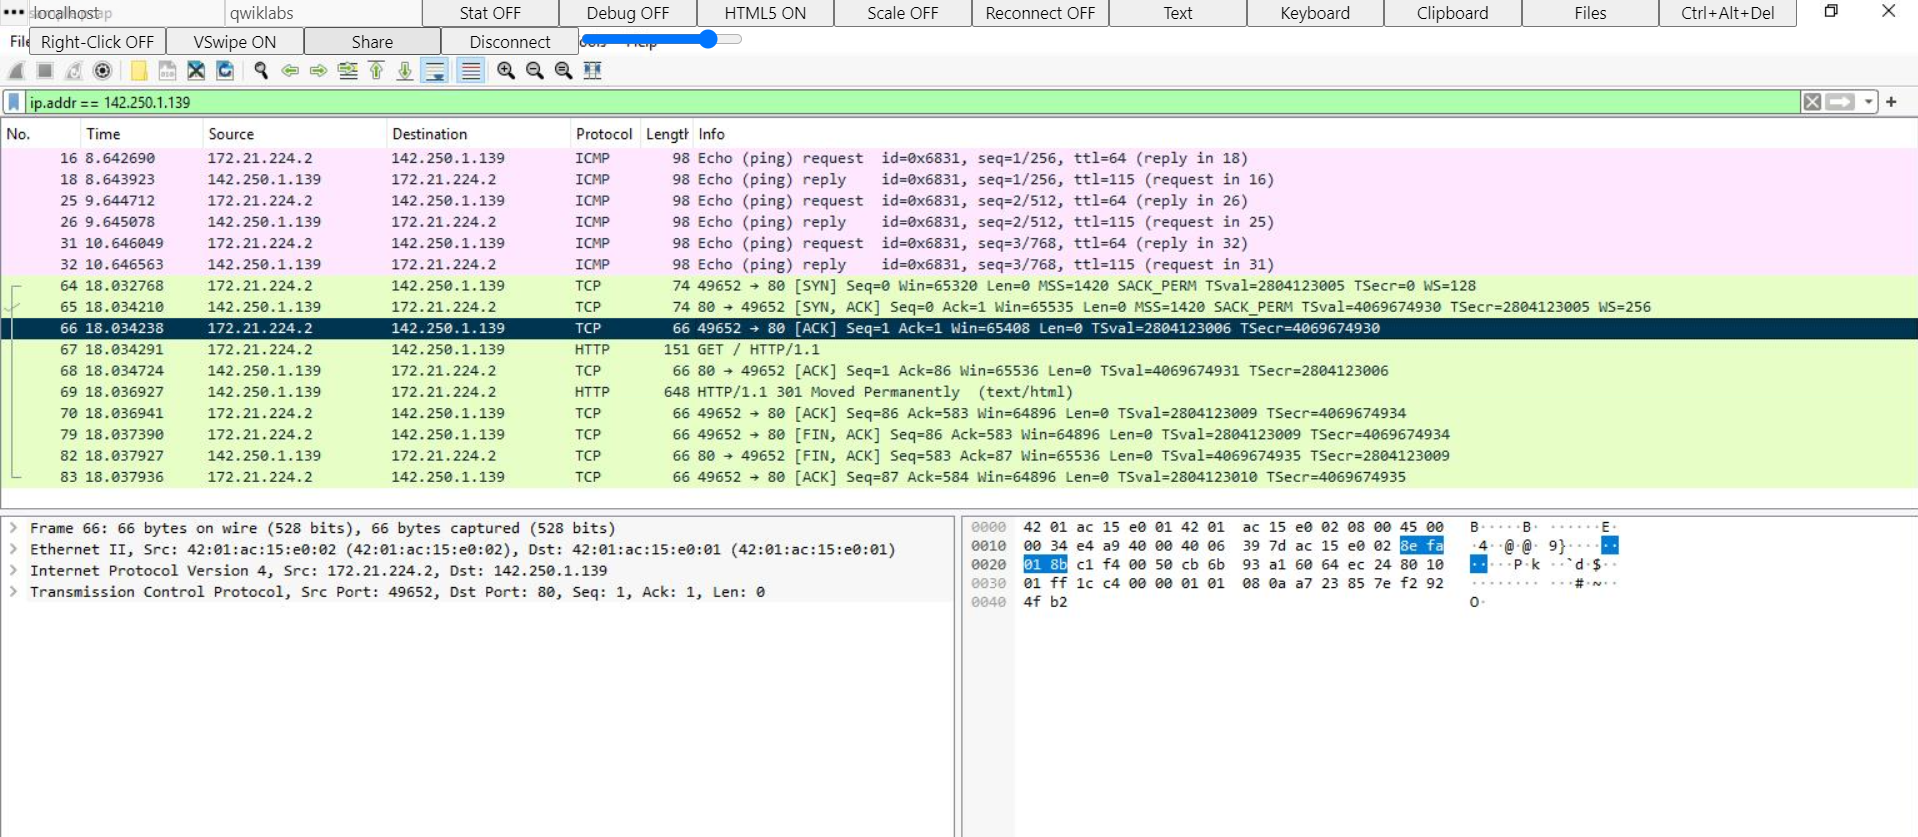 localhost qwiklabs Stat OFF Debug OFF HTML5 ON Scale OFF Reconnect OFF Text Keyboard Clipboard Files Ctrl+Alt+Del
File Right-Click OFF VSwipe ON Share Disconnect Tools Help
ip.addr == 142.250.1.139
No. Time Source Destination Protocol Length Info
16 8.642690 172.21.224.2 142.250.1.139 ICMP 98 Echo (ping) request id=0x6831, seq=1/256, ttl=64 (reply in 18)
18 8.643923 142.250.1.139 172.21.224.2 ICMP 98 Echo (ping) reply id=0x6831, seq=1/256, ttl=115 (request in 16)
25 9.644712 172.21.224.2 142.250.1.139 ICMP 98 Echo (ping) request id=0x6831, seq=2/512, ttl=64 (reply in 26)
26 9.645078 142.250.1.139 172.21.224.2 ICMP 98 Echo (ping) reply id=0x6831, seq=2/512, ttl=115 (request in 25)
31 10.646049 172.21.224.2 142.250.1.139 ICMP 98 Echo (ping) request id=0x6831, seq=3/768, ttl=64 (reply in 32)
32 10.646563 142.250.1.139 172.21.224.2 ICMP 98 Echo (ping) reply id=0x6831, seq=3/768, ttl=115 (request in 31)
64 18.032768 172.21.224.2 142.250.1.139 TCP 74 49652 → 80 [SYN] Seq=0 Win=65320 Len=0 MSS=1420 SACK_PERM TSval=2804123005 TSecr=0 WS=128
65 18.034210 142.250.1.139 172.21.224.2 TCP 74 80 → 49652 [SYN, ACK] Seq=0 Ack=1 Win=65535 Len=0 MSS=1420 SACK_PERM TSval=4069674930 TSecr=2804123005 WS=256
66 18.034238 172.21.224.2 142.250.1.139 TCP 66 49652 → 80 [ACK] Seq=1 Ack=1 Win=65408 Len=0 TSval=2804123006 TSecr=4069674930
67 18.034291 172.21.224.2 142.250.1.139 HTTP 151 GET / HTTP/1.1
68 18.034724 142.250.1.139 172.21.224.2 TCP 66 80 → 49652 [ACK] Seq=1 Ack=86 Win=65536 Len=0 TSval=4069674931 TSecr=2804123006
69 18.036927 142.250.1.139 172.21.224.2 HTTP 648 HTTP/1.1 301 Moved Permanently (text/html)
70 18.036941 172.21.224.2 142.250.1.139 TCP 66 49652 → 80 [ACK] Seq=86 Ack=583 Win=64896 Len=0 TSval=2804123009 TSecr=4069674934
79 18.037390 172.21.224.2 142.250.1.139 TCP 66 49652 → 80 [FIN, ACK] Seq=86 Ack=583 Win=64896 Len=0 TSval=2804123009 TSecr=4069674934
82 18.037927 142.250.1.139 172.21.224.2 TCP 66 80 → 49652 [FIN, ACK] Seq=583 Ack=87 Win=65536 Len=0 TSval=4069674935 TSecr=2804123009
83 18.037936 172.21.224.2 142.250.1.139 TCP 66 49652 → 80 [ACK] Seq=87 Ack=584 Win=64896 Len=0 TSval=2804123010 TSecr=4069674935
Frame 66: 66 bytes on wire (528 bits), 66 bytes captured (528 bits)
Ethernet II, Src: 42:01:ac:15:e0:02 (42:01:ac:15:e0:02), Dst: 42:01:ac:15:e0:01 (42:01:ac:15:e0:01)
Internet Protocol Version 4, Src: 172.21.224.2, Dst: 142.250.1.139
Transmission Control Protocol, Src Port: 49652, Dst Port: 80, Seq: 1, Ack: 1, Len: 0
0000 42 01 ac 15 e0 01 42 01 ac 15 e0 02 08 00 45 00 B·····B· ······E·
0010 00 34 e4 a9 40 00 40 06 39 7d ac 15 e0 02 8e fa ·4··@·@· 9}······
0020 01 8b c1 f4 00 50 cb 6b 93 a1 60 64 ec 24 80 10 ·····P·k ··`d·$··
0030 01 ff 1c c4 00 00 01 01 08 0a a7 23 85 7e f2 92 ········ ···#·~··
0040 4f b2 O·